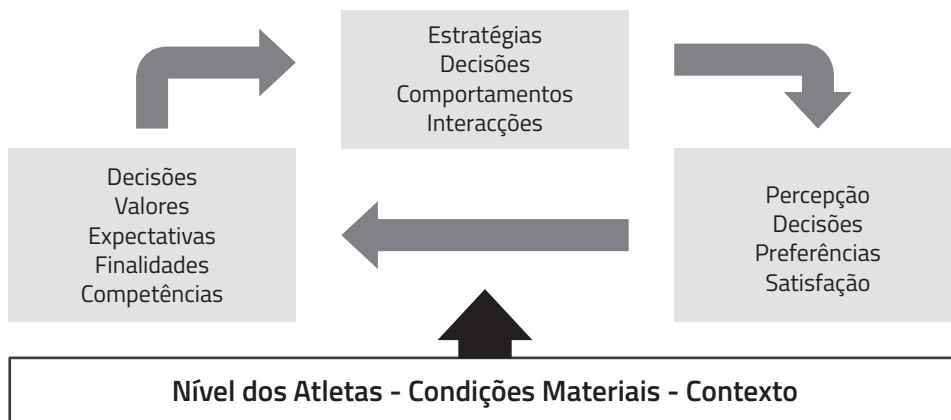 Estratégias
Decisões
Comportamentos
Interacções
Decisões
Valores
Expectativas
Finalidades
Competências
Percepção
Decisões
Preferências
Satisfação
Nível dos Atletas - Condições Materiais - Contexto